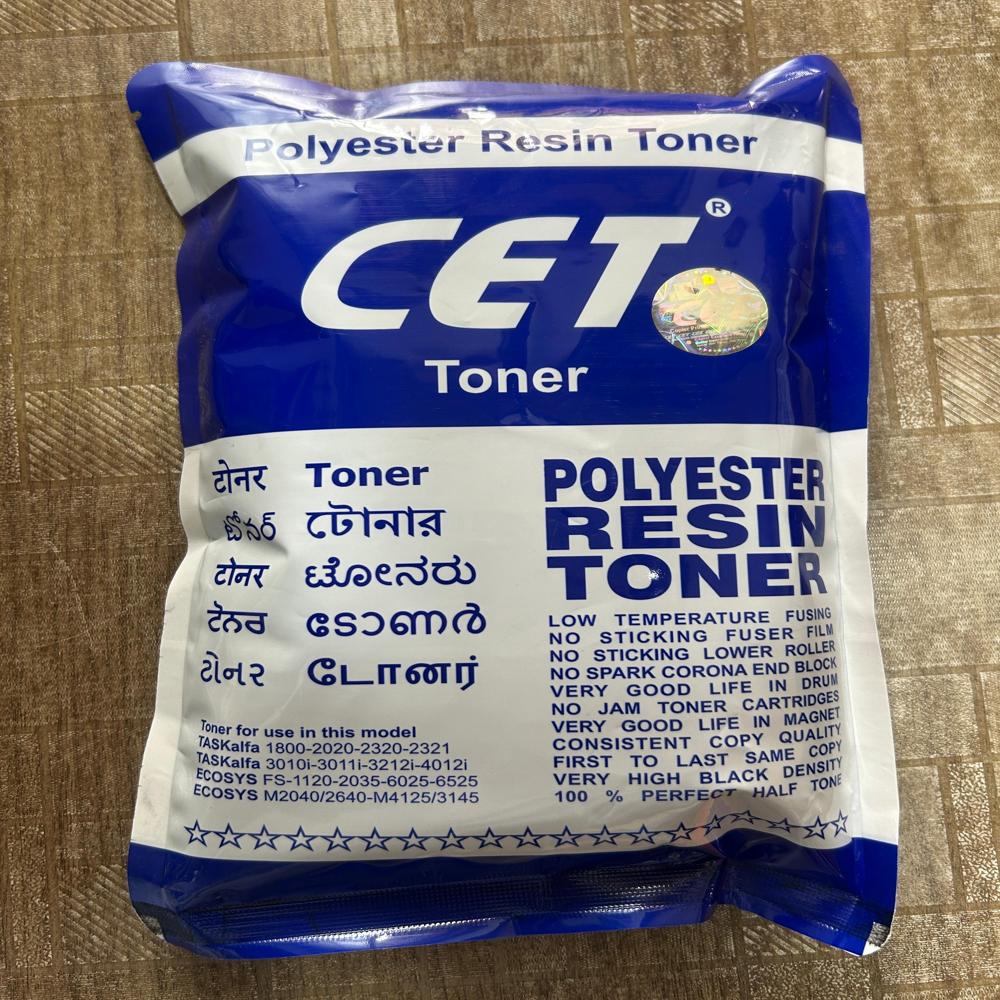 Polyester Resin Toner
CET®
Toner
टोनर Toner
టోనర్ টোনার
टोनर ಟೋನರು
ਟੋਨਰ ടോണർ
ટોનર டோனர்
Toner for use in this model
TASKalfa 1800-2020-2320-2321
TASKalfa 3010i-3011i-3212i-4012i
ECOSYS FS-1120-2035-6025-6525
ECOSYS M2040/2640-M4125/3145
POLYESTER
RESIN
TONER
LOW TEMPERATURE FUSING
NO STICKING FUSER FILM
NO STICKING LOWER ROLLER
NO SPARK CORONA END BLOCK
VERY GOOD LIFE IN DRUM
NO JAM TONER CARTRIDGES
VERY GOOD LIFE IN MAGNET
CONSISTENT COPY QUALITY
FIRST TO LAST SAME COPY
VERY HIGH BLACK DENSITY
100 % PERFECT HALF TONE